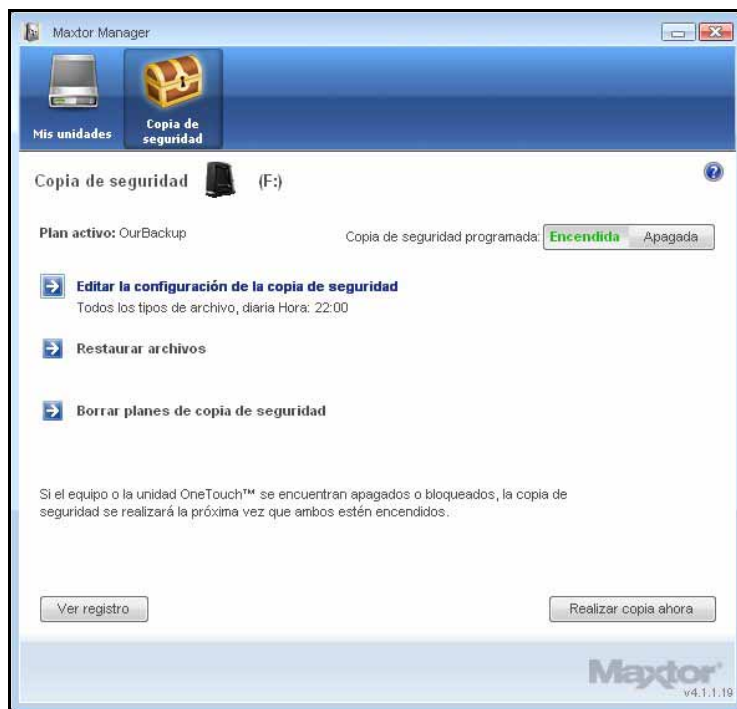 Maxtor Manager
Mis unidades
Copia de
seguridad
Copia de seguridad (F:)
Plan activo: OurBackup
Copia de seguridad programada: Encendida Apagada
Editar la configuración de la copia de seguridad
Todos los tipos de archivo, diaria Hora: 22:00
Restaurar archivos
Borrar planes de copia de seguridad
Si el equipo o la unidad OneTouch™ se encuentran apagados o bloqueados, la copia de
seguridad se realizará la próxima vez que ambos estén encendidos.
Ver registro
Realizar copia ahora
Maxtor
v4.1.1.19